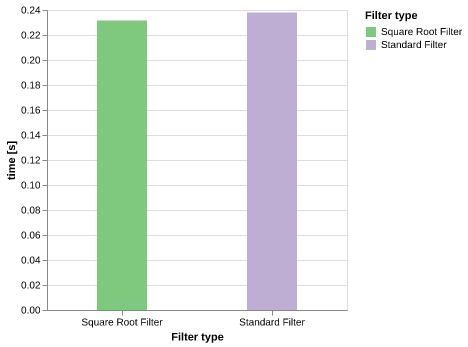 0.24
0.22
0.20
0.18
0.16
0.14
0.12
0.10
0.08
0.06
0.04
0.02
0.00
time [s]
Square Root Filter
Standard Filter
Filter type
Filter type
Square Root Filter
Standard Filter